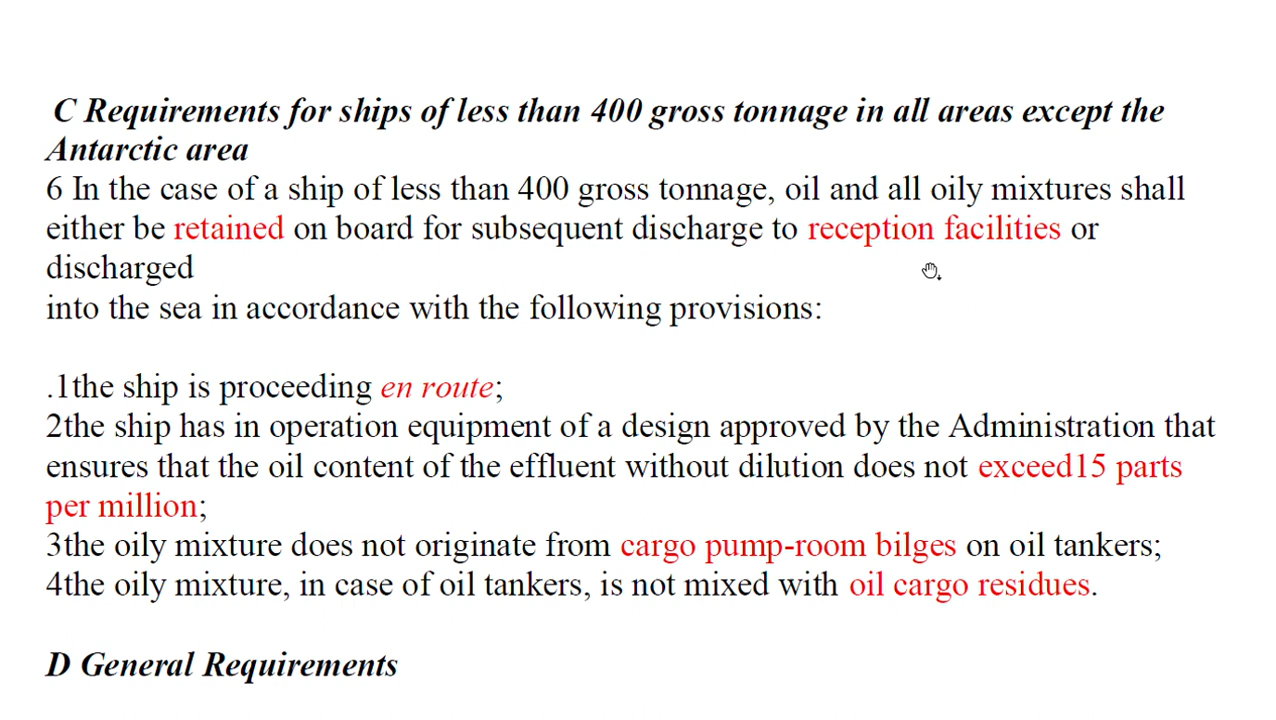 C Requirements for ships of less than 400 gross tonnage in all areas except the
Antarctic area
6 In the case of a ship of less than 400 gross tonnage, oil and all oily mixtures shall
either be retained on board for subsequent discharge to reception facilities or
discharged
into the sea in accordance with the following provisions:
.1the ship is proceeding en route;
2the ship has in operation equipment of a design approved by the Administration that
ensures that the oil content of the effluent without dilution does not exceed15 parts
per million;
3the oily mixture does not originate from cargo pump-room bilges on oil tankers;
4the oily mixture, in case of oil tankers, is not mixed with oil cargo residues.
D General Requirements